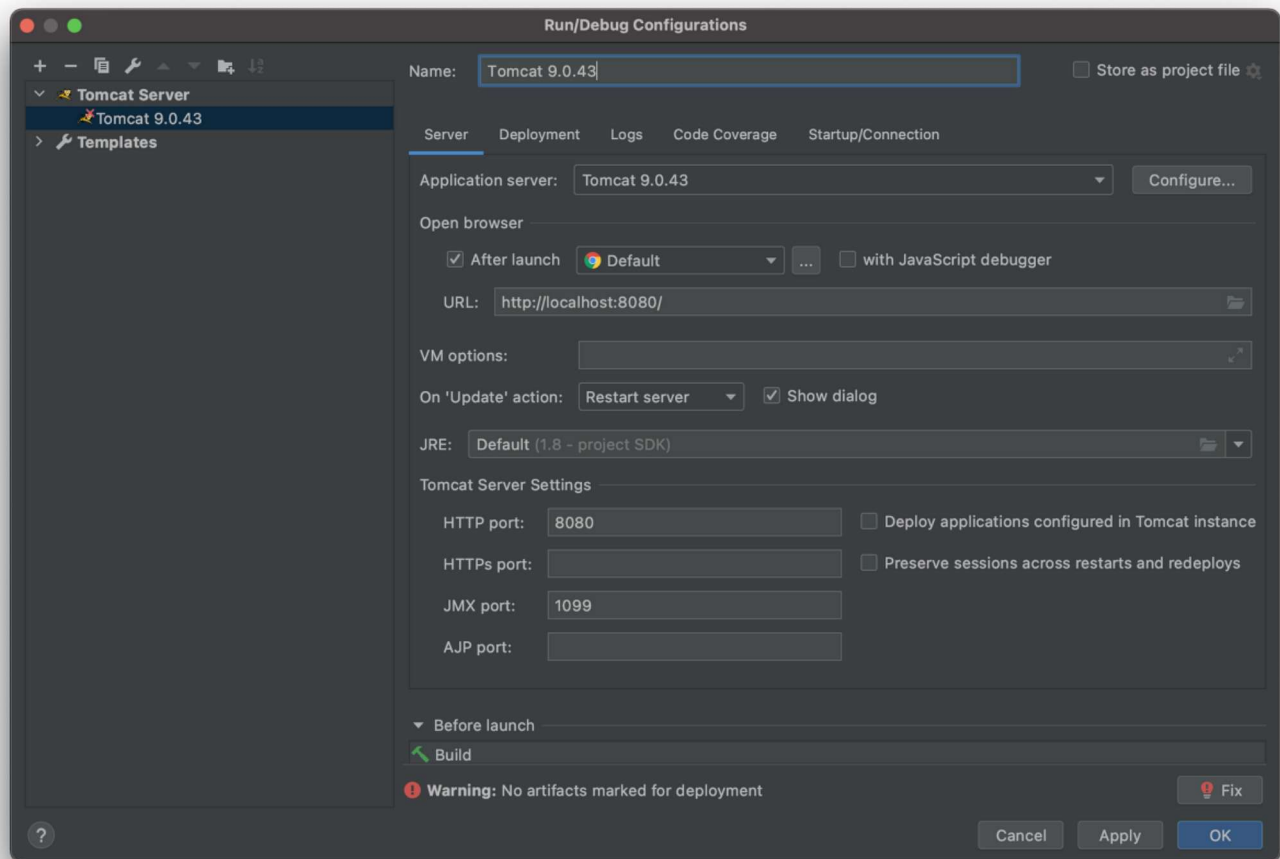 Run/Debug Configurations
Tomcat Server
Tomcat 9.0.43
Templates
Name: Tomcat 9.0.43
Store as project file
Server Deployment Logs Code Coverage Startup/Connection
Application server: Tomcat 9.0.43 Configure...
Open browser
After launch Default ... with JavaScript debugger
URL: http://localhost:8080/
VM options:
On 'Update' action: Restart server Show dialog
JRE: Default (1.8 - project SDK)
Tomcat Server Settings
HTTP port: 8080 Deploy applications configured in Tomcat instance
HTTPs port: Preserve sessions across restarts and redeploys
JMX port: 1099
AJP port:
Before launch
Build
Warning: No artifacts marked for deployment Fix
? Cancel Apply OK